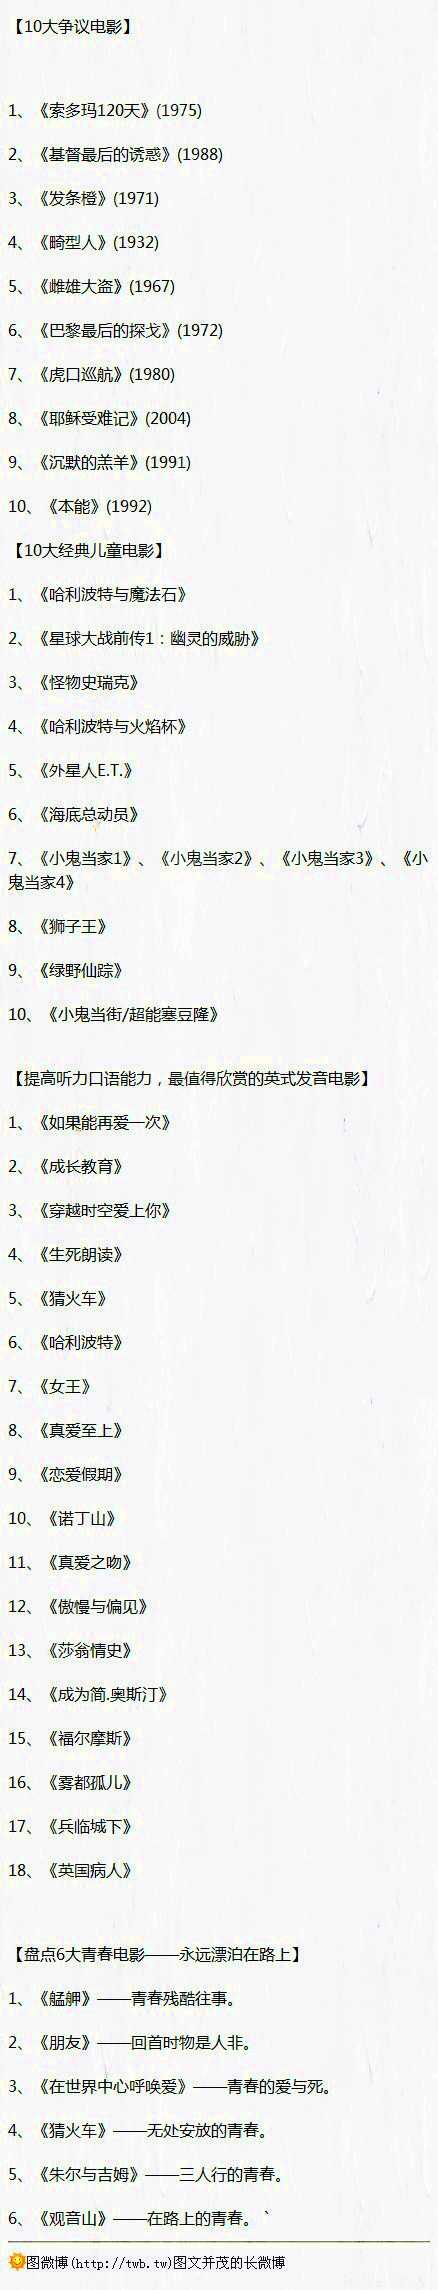 【10大争议电影】
1、《索多玛120天》(1975)
2、《基督最后的诱惑》(1988)
3、《发条橙》(1971)
4、《畸型人》(1932)
5、《雌雄大盗》(1967)
6、《巴黎最后的探戈》(1972)
7、《虎口巡航》(1980)
8、《耶稣受难记》(2004)
9、《沉默的羔羊》(1991)
10、《本能》(1992)
【10大经典儿童电影】
1、《哈利波特与魔法石》
2、《星球大战前传1：幽灵的威胁》
3、《怪物史瑞克》
4、《哈利波特与火焰杯》
5、《外星人E.T.》
6、《海底总动员》
7、《小鬼当家1》、《小鬼当家2》、《小鬼当家3》、《小
鬼当家4》
8、《狮子王》
9、《绿野仙踪》
10、《小鬼当街/超能塞豆隆》
【提高听力口语能力，最值得欣赏的英式发音电影】
1、《如果能再爱一次》
2、《成长教育》
3、《穿越时空爱上你》
4、《生死朗读》
5、《猜火车》
6、《哈利波特》
7、《女王》
8、《真爱至上》
9、《恋爱假期》
10、《诺丁山》
11、《真爱之吻》
12、《傲慢与偏见》
13、《莎翁情史》
14、《成为简.奥斯汀》
15、《福尔摩斯》
16、《雾都孤儿》
17、《兵临城下》
18、《英国病人》
【盘点6大青春电影——永远漂泊在路上】
1、《艋舺》——青春残酷往事。
2、《朋友》——回首时物是人非。
3、《在世界中心呼唤爱》——青春的爱与死。
4、《猜火车》——无处安放的青春。
5、《朱尔与吉姆》——三人行的青春。
6、《观音山》——在路上的青春。 `
图微博(http://twb.tw)图文并茂的长微博